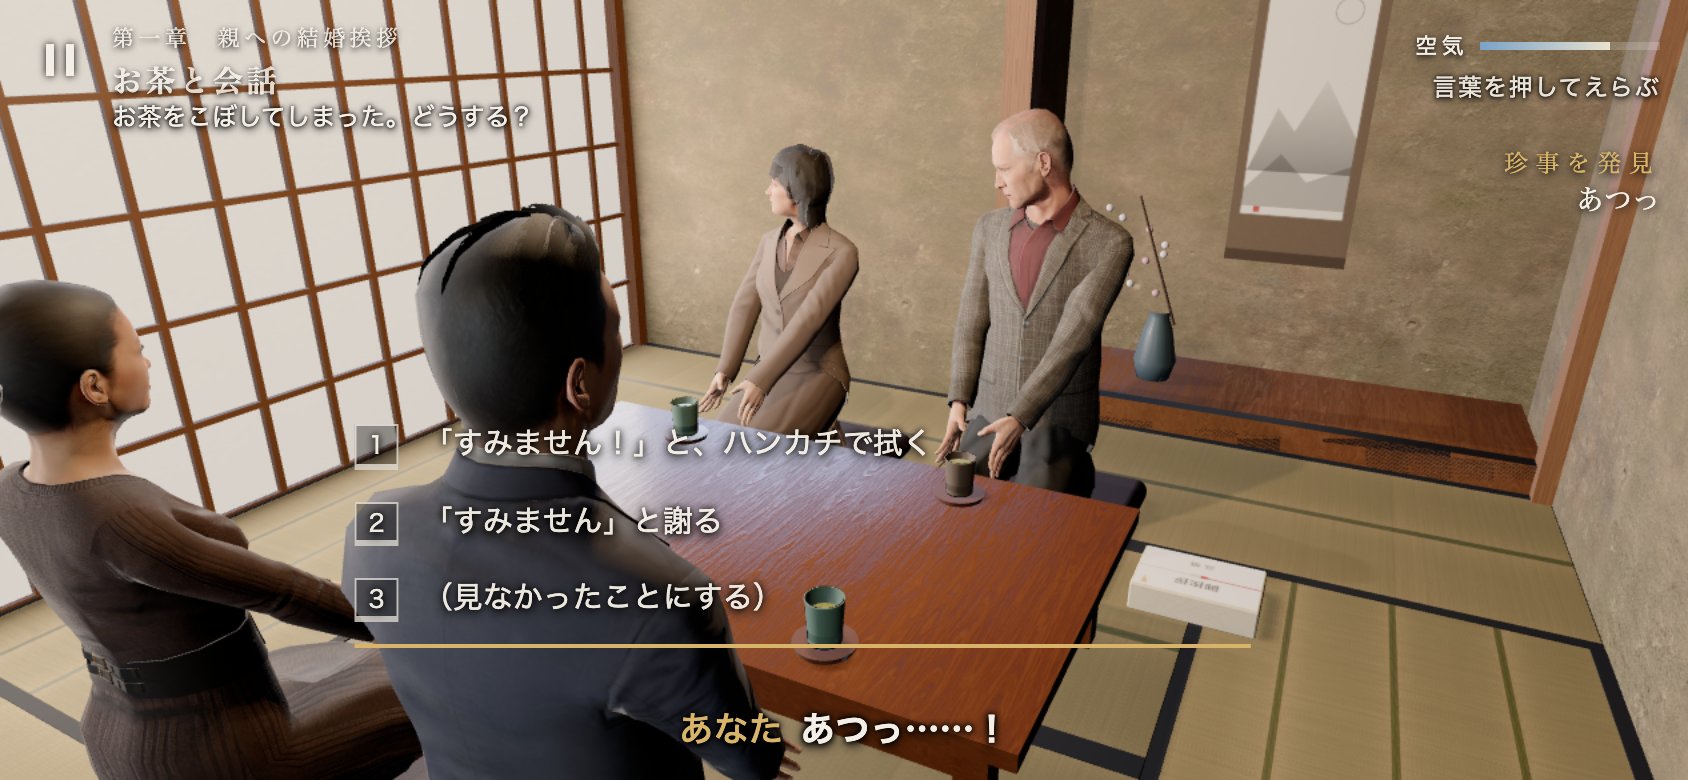 第一章 親への結婚挨拶
お茶と会話
お茶をこぼしてしまった。どうする？
空気
言葉を押してえらぶ
珍事を発見
あつっ
1 「すみません！」と、ハンカチで拭く
2 「すみません」と謝る
3 （見なかったことにする）
あなた あつっ……！